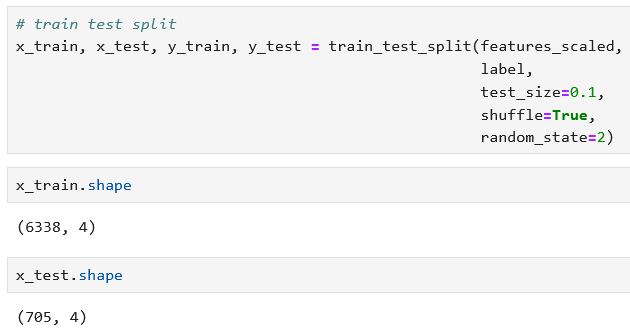 # train test split
x_train, x_test, y_train, y_test = train_test_split(features_scaled,
label,
test_size=0.1,
shuffle=True,
random_state=2)
x_train.shape
(6338, 4)
x_test.shape
(705, 4)